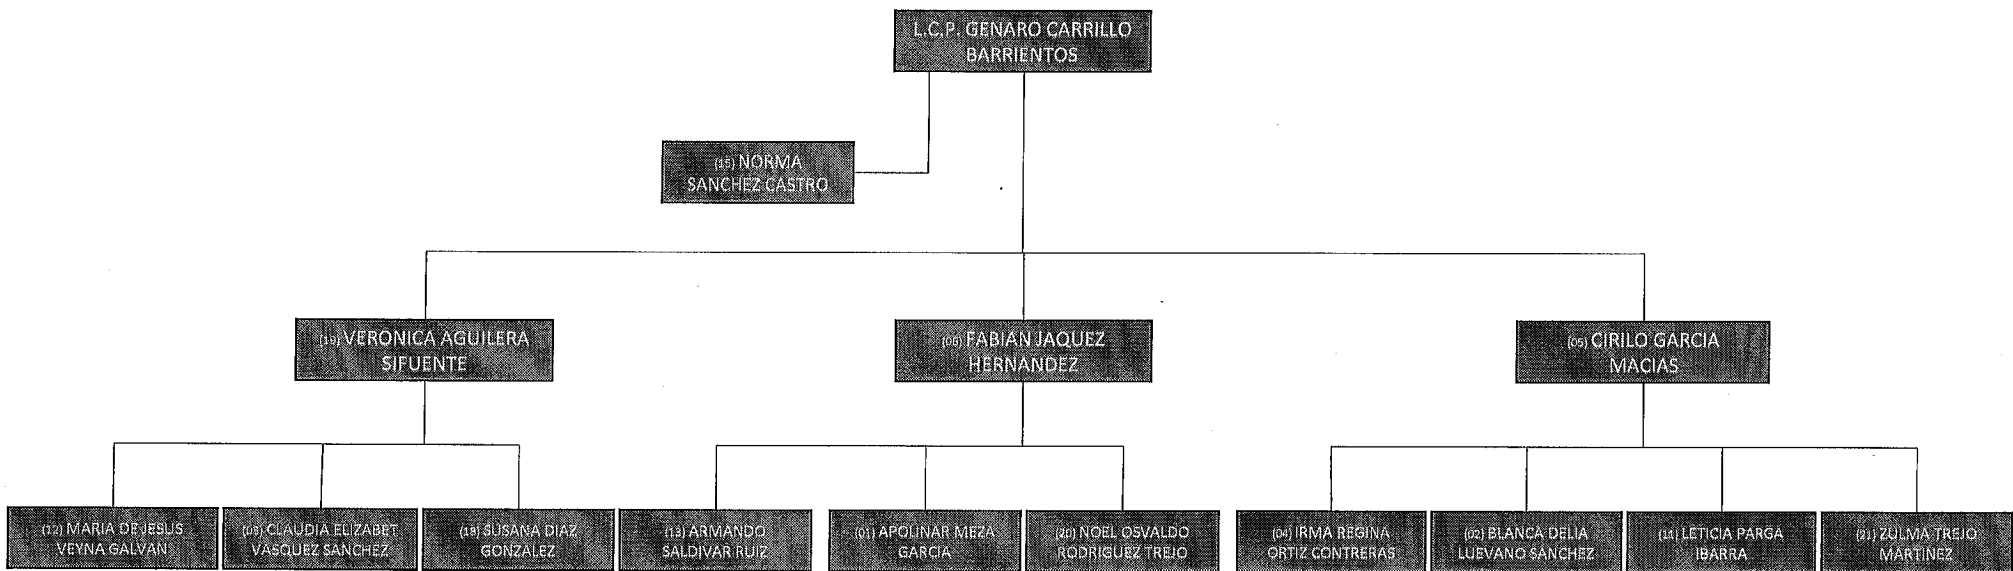 L.C.P. GENARO CARRILLO
BARRIENTOS
(15) NORMA
SANCHEZ CASTRO
VERONICA AGUILERA
SIFUENTE
(06) FABIAN JAQUEZ
HERNANDEZ
(05) CIRILO GARCIA
MACIAS
(12) MARIA DE JESUS
VEYNA GALVAN
CLAUDIA ELIZABET
VASQUEZ SANCHEZ
(18) SUSANA DIAZ
GONZALEZ
(13) ARMANDO
SALDIVAR RUIZ
(01) APOLINAR MEZA
GARCIA
(20) NOEL OSVALDO
RODRIGUEZ TREJO
(04) IRMA REGINA
ORTIZ CONTRERAS
(02) BLANCA DELIA
LUEVANO SANCHEZ
LETICIA PARGA
IBARRA
(21) ZULMA TREJO
MARTINEZ